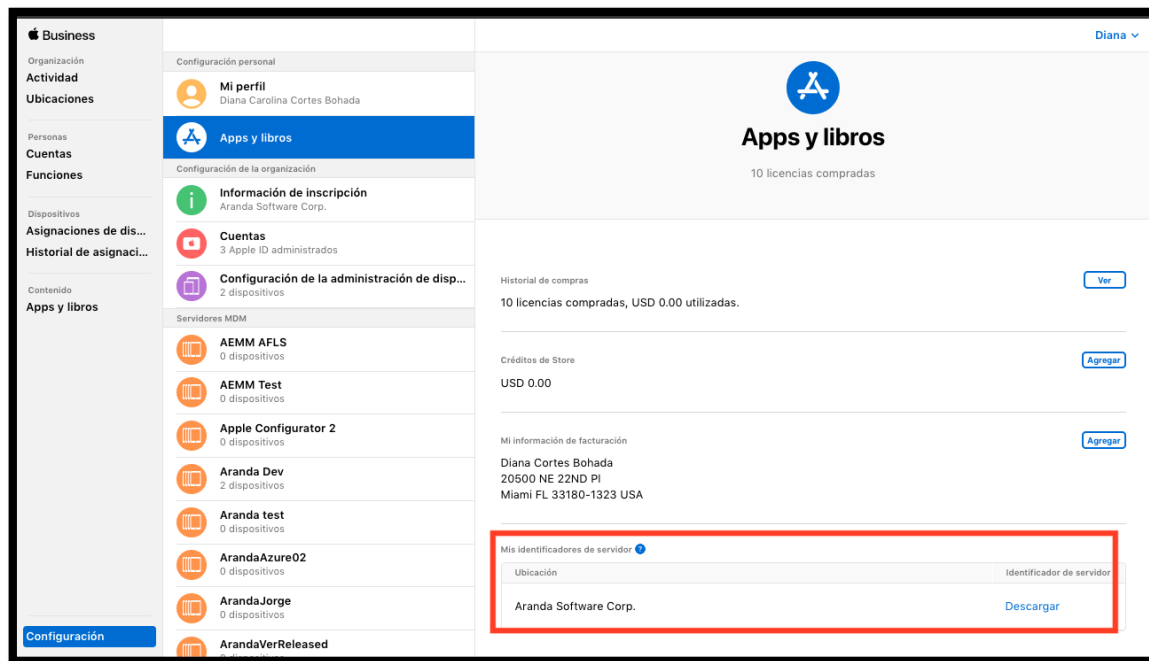 Business
Diana
Organización
Actividad
Ubicaciones
Personas
Cuentas
Funciones
Dispositivos
Asignaciones de dis...
Historial de asignaci...
Contenido
Apps y libros
Configuración
Configuración personal
Mi perfil
Diana Carolina Cortes Bohada
Apps y libros
Configuración de la organización
Información de inscripción
Aranda Software Corp.
Cuentas
3 Apple ID administrados
Configuración de la administración de disp...
2 dispositivos
Servidores MDM
AEMM AFLS
0 dispositivos
AEMM Test
0 dispositivos
Apple Configurator 2
0 dispositivos
Aranda Dev
2 dispositivos
Aranda test
0 dispositivos
ArandaAzure02
0 dispositivos
ArandaJorge
0 dispositivos
ArandaVerReleased
Apps y libros
10 licencias compradas
Historial de compras
Ver
10 licencias compradas, USD 0.00 utilizadas.
Créditos de Store
Agregar
USD 0.00
Mi información de facturación
Agregar
Diana Cortes Bohada
20500 NE 22ND Pl
Miami FL 33180-1323 USA
Mis identificadores de servidor ?
Ubicación
Identificador de servidor
Aranda Software Corp.
Descargar